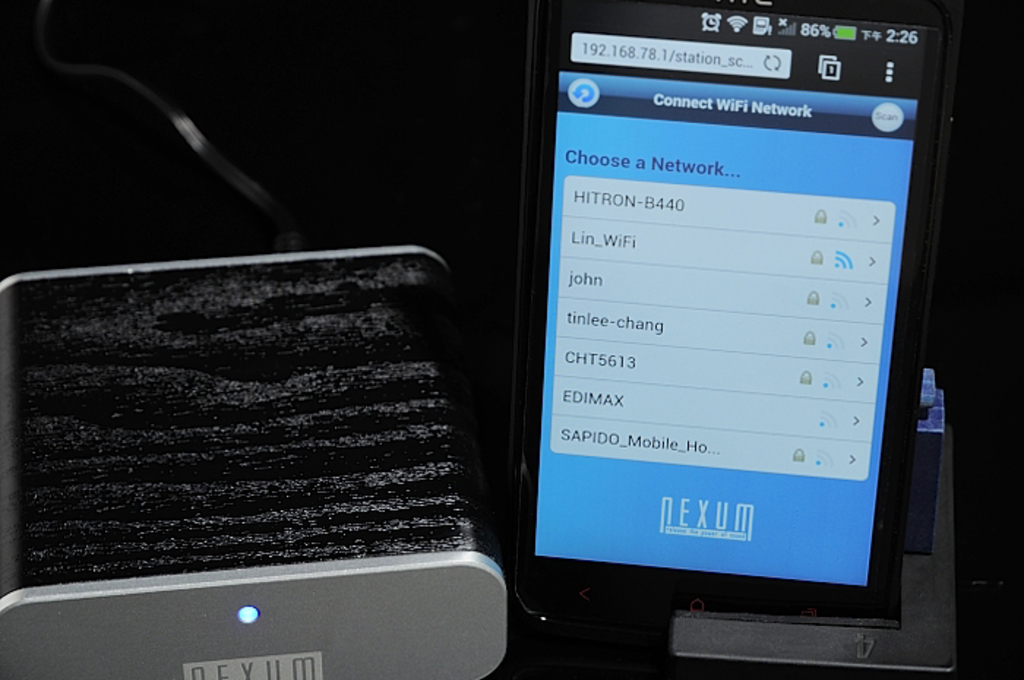 86% 下午 2:26
192.168.78.1/station_sc...
Connect WiFi Network
Scan
Choose a Network...
HITRON-B440
Lin_WiFi
john
tinlee-chang
CHT5613
EDIMAX
SAPIDO_Mobile_Ho...
NEXUM
NEXUM
4